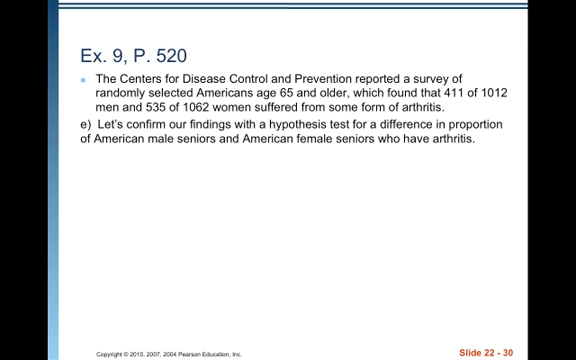 Ex. 9, P. 520
The Centers for Disease Control and Prevention reported a survey of
randomly selected Americans age 65 and older, which found that 411 of 1012
men and 535 of 1062 women suffered from some form of arthritis.
e) Let's confirm our findings with a hypothesis test for a difference in proportion
of American male seniors and American female seniors who have arthritis.
Copyright © 2010, 2007, 2004 Pearson Education, Inc.
Slide 22 - 30